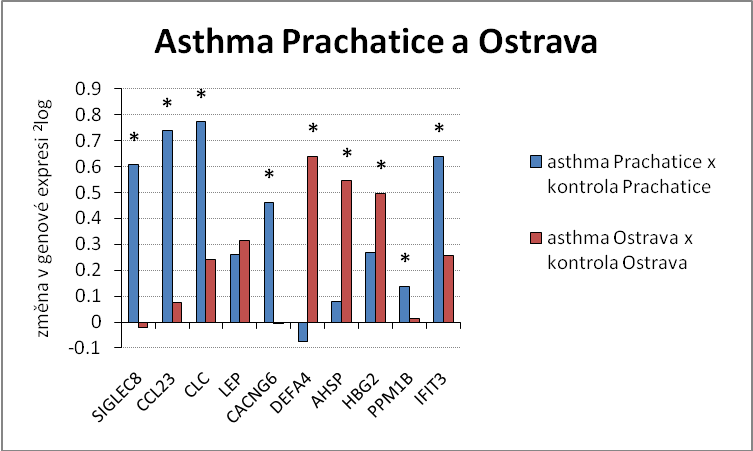 Asthma Prachatice a Ostrava
změna v genové expresi ²log
0.9
0.8
0.7
0.6
0.5
0.4
0.3
0.2
0.1
0
-0.1
* * * * * * * * *
SIGLEC8
CCL23
CLC
LEP
CACNG6
DEFA4
AHSP
HBG2
PPM1B
IFIT3
asthma Prachatice x
kontrola Prachatice
asthma Ostrava x
kontrola Ostrava